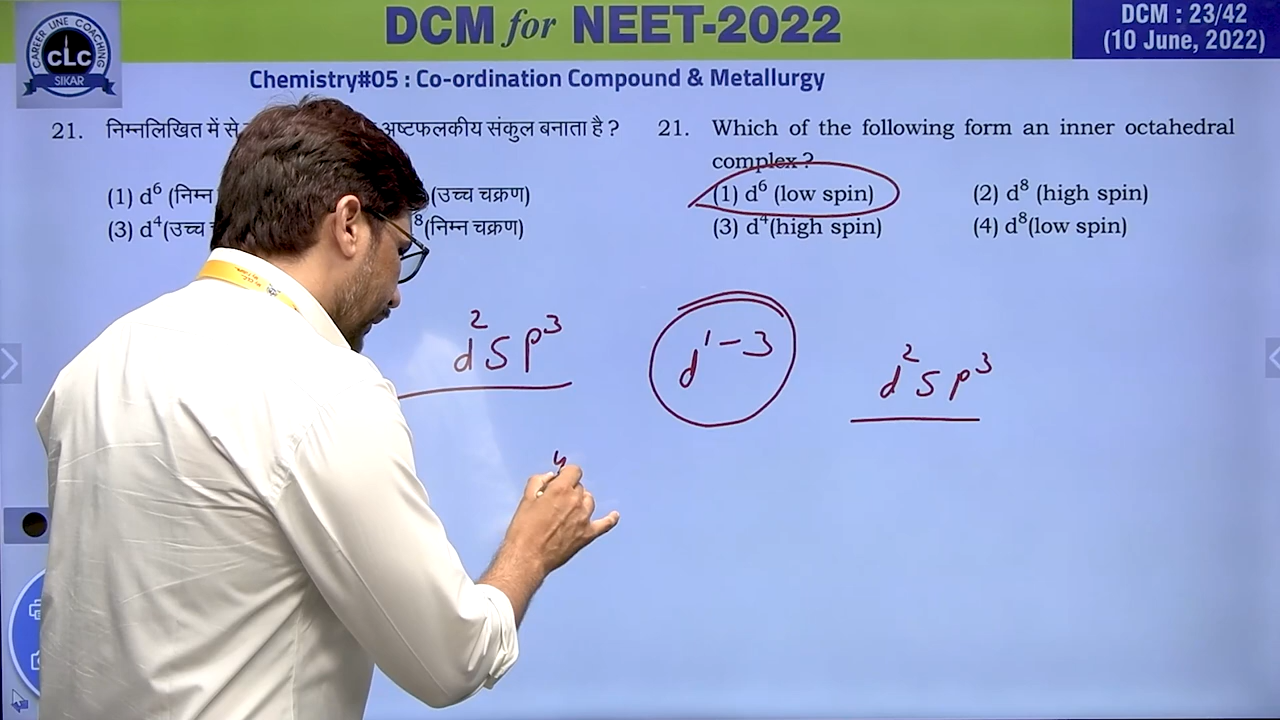 DCM for NEET-2022
DCM : 23/42
(10 June, 2022)
CAREER LINE COACHING
CLC
SIKAR
Chemistry#05 : Co-ordination Compound & Metallurgy
21. निम्नलिखित में से अष्टफलकीय संकुल बनाता है ?
(1) d⁶ (निम्न (उच्च चक्रण)
(3) d⁴(उच्च ⁸(निम्न चक्रण)
21. Which of the following form an inner octahedral
complex ?
(1) d⁶ (low spin) (2) d⁸ (high spin)
(3) d⁴(high spin) (4) d⁸(low spin)
d²sp³
d¹⁻³
d²sp³